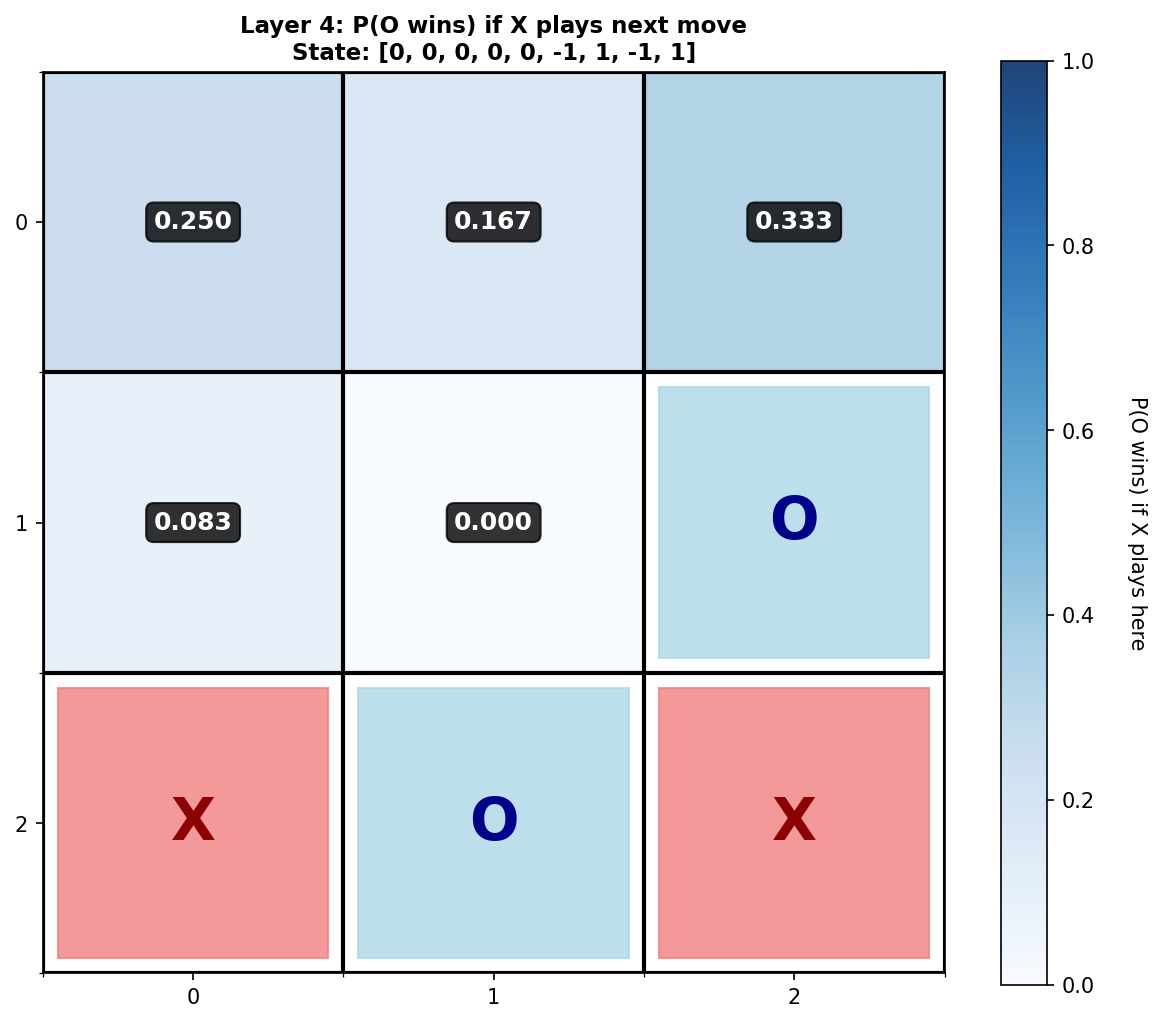 Layer 4: P(O wins) if X plays next move
State: [0, 0, 0, 0, 0, -1, 1, -1, 1]
0
0.250
0.167
0.333
1
0.083
0.000
O
2
X
O
X
0
1
2
1.0
0.8
0.6
0.4
0.2
0.0
P(O wins) if X plays here